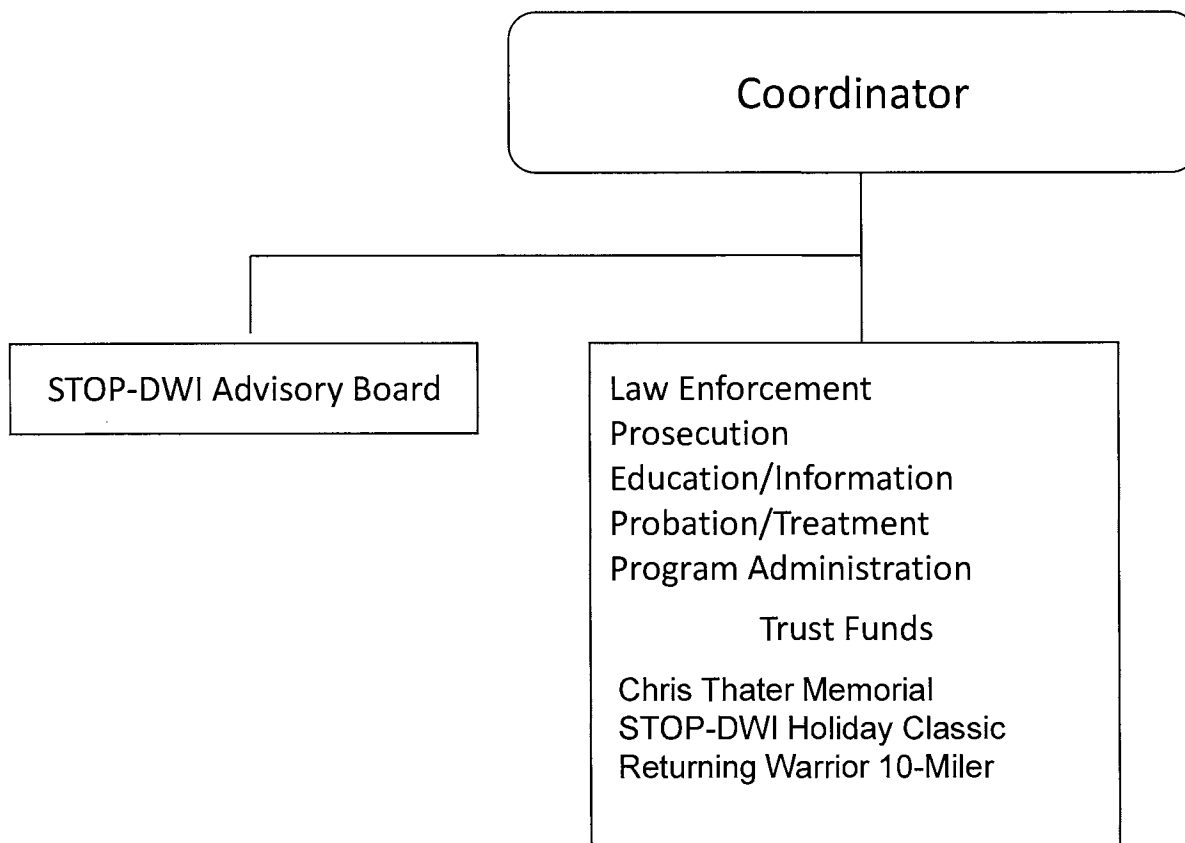 Coordinator
STOP-DWI Advisory Board
Law Enforcement
Prosecution
Education/Information
Probation/Treatment
Program Administration
Trust Funds
Chris Thater Memorial
STOP-DWI Holiday Classic
Returning Warrior 10-Miler